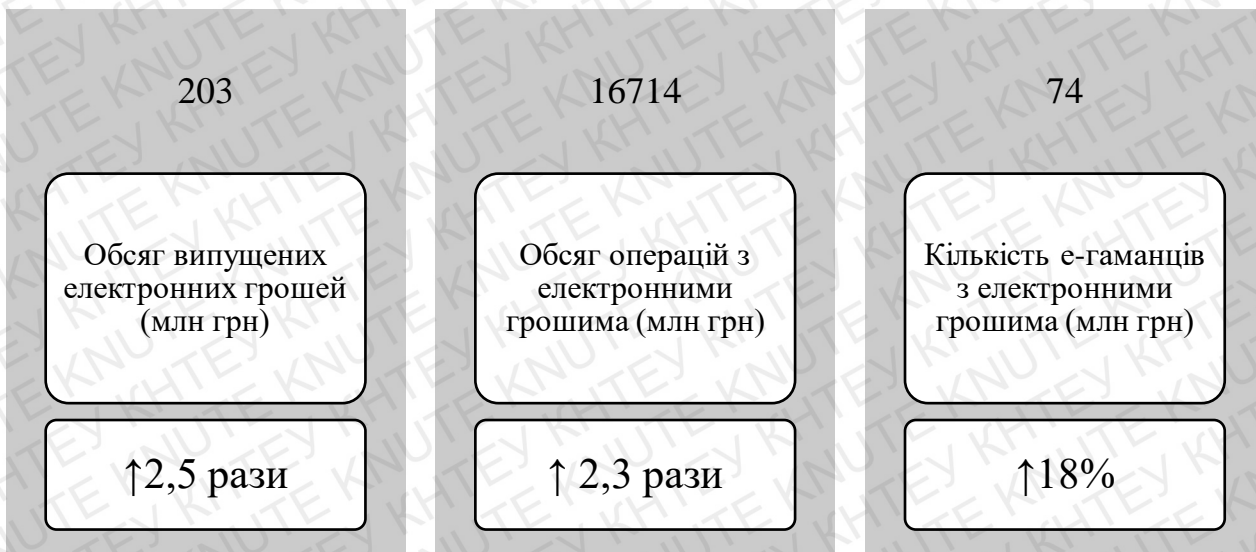 203
Обсяг випущених
електронних грошей
(млн грн)
↑2,5 рази
16714
Обсяг операцій з
електронними
грошима (млн грн)
↑ 2,3 рази
74
Кількість е-гаманців
з електронними
грошима (млн грн)
↑18%